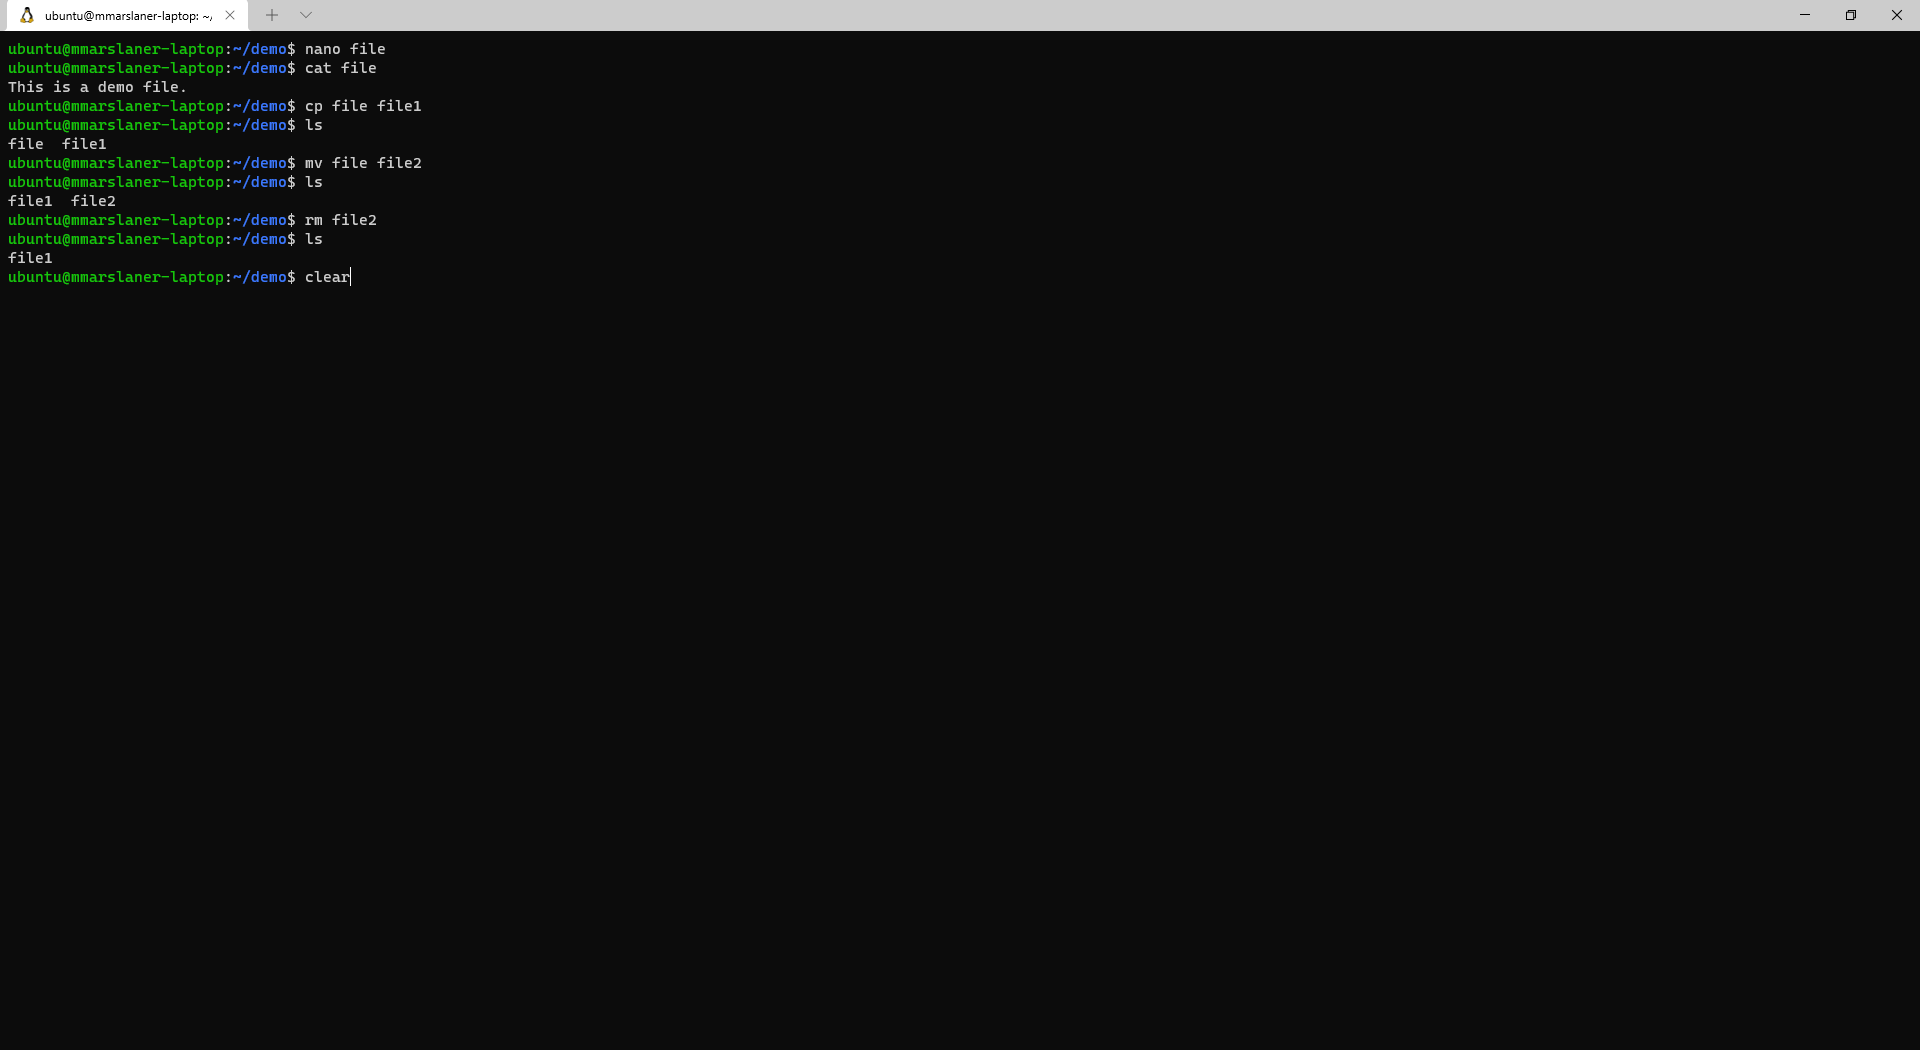 ubuntu@mmarslaner-laptop: ~/
ubuntu@mmarslaner-laptop:~/demo$ nano file
ubuntu@mmarslaner-laptop:~/demo$ cat file
This is a demo file.
ubuntu@mmarslaner-laptop:~/demo$ cp file file1
ubuntu@mmarslaner-laptop:~/demo$ ls
file  file1
ubuntu@mmarslaner-laptop:~/demo$ mv file file2
ubuntu@mmarslaner-laptop:~/demo$ ls
file1  file2
ubuntu@mmarslaner-laptop:~/demo$ rm file2
ubuntu@mmarslaner-laptop:~/demo$ ls
file1
ubuntu@mmarslaner-laptop:~/demo$ clear